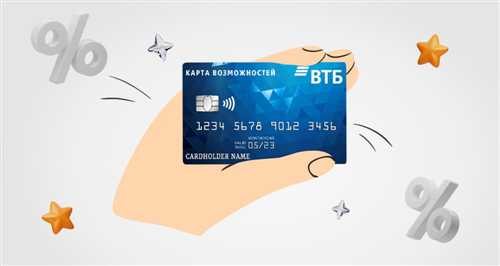 КАРТА ВОЗМОЖНОСТЕЙ
ВТБ
1234 5678 9012 3456
05/23
CARDHOLDER NAME
%
%